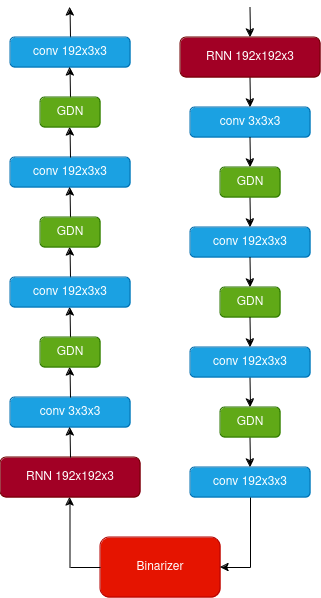 conv 192x3x3
GDN
conv 192x3x3
GDN
conv 192x3x3
GDN
conv 3x3x3
RNN 192x192x3
RNN 192x192x3
conv 3x3x3
GDN
conv 192x3x3
GDN
conv 192x3x3
GDN
conv 192x3x3
Binarizer